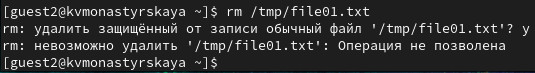 [guest2@kvmonastyrskaya ~]$ rm /tmp/file01.txt
rm: удалить защищённый от записи обычный файл '/tmp/file01.txt'? y
rm: невозможно удалить '/tmp/file01.txt': Операция не позволена
[guest2@kvmonastyrskaya ~]$